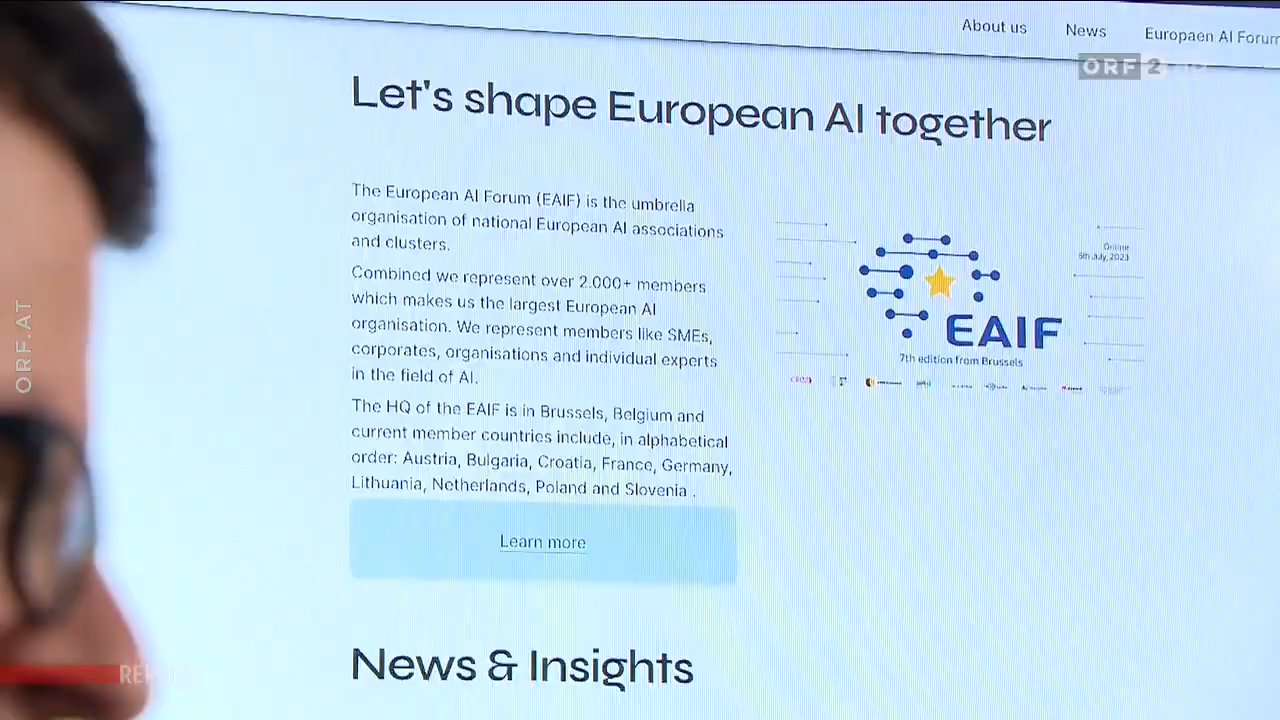 About us News Europaen AI Forum
ORF 2
Let's shape European AI together
The European AI Forum (EAIF) is the umbrella
organisation of national European AI associations
and clusters.
Combined we represent over 2.000+ members
which makes us the largest European AI
organisation. We represent members like SMEs,
corporates, organisations and individual experts
in the field of AI.
The HQ of the EAIF is in Brussels, Belgium and
current member countries include, in alphabetical
order: Austria, Bulgaria, Croatia, France, Germany,
Lithuania, Netherlands, Poland and Slovenia .
Learn more
Online
5th July, 2023
EAIF
7th edition from Brussels
News & Insights
ORF.AT